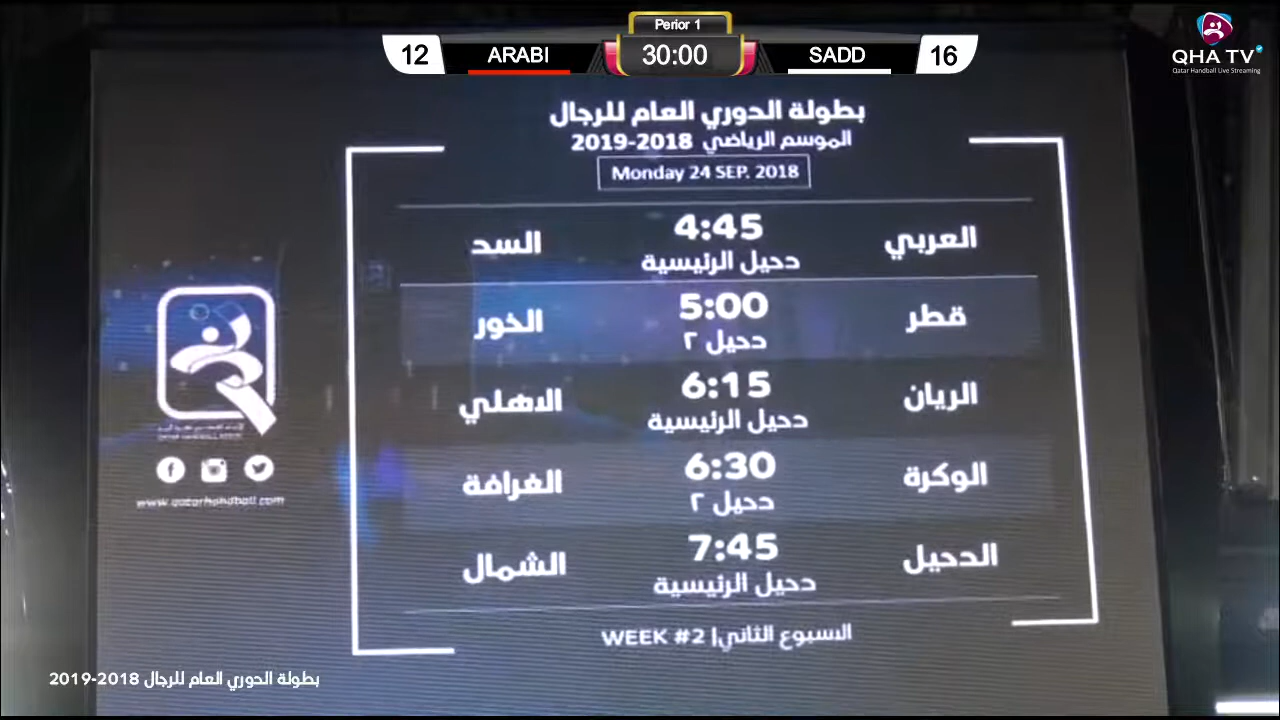 Perior 1
12 ARABI 30:00 SADD 16
QHA TV
Qatar Handball Live Streaming
بطولة الدوري العام للرجال
الموسم الرياضي 2018-2019
Monday 24 SEP. 2018
العربي 4:45 السد
دحيل الرئيسية
قطر 5:00 الخور
دحيل ٢
الريان 6:15 الاهلي
دحيل الرئيسية
الوكرة 6:30 الغرافة
دحيل ٢
الدحيل 7:45 الشمال
دحيل الرئيسية
الاسبوع الثاني| WEEK #2
www.qatarhandball.com
بطولة الدوري العام للرجال 2018-2019